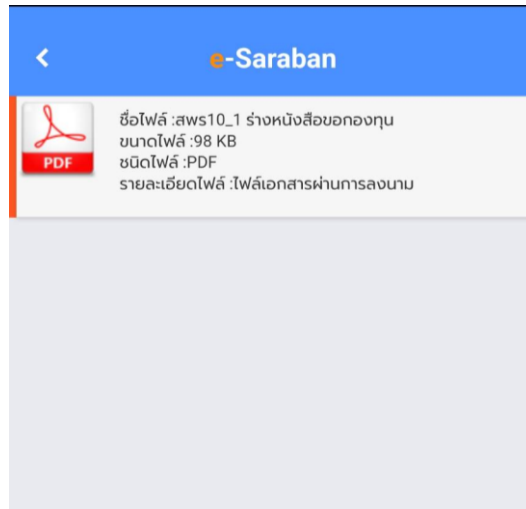 e-Saraban
PDF
ชื่อไฟล์ :สพร10_1 ร่างหนังสือขอกองทุน
ขนาดไฟล์ :98 KB
ชนิดไฟล์ :PDF
รายละเอียดไฟล์ :ไฟล์เอกสารผ่านการลงนาม